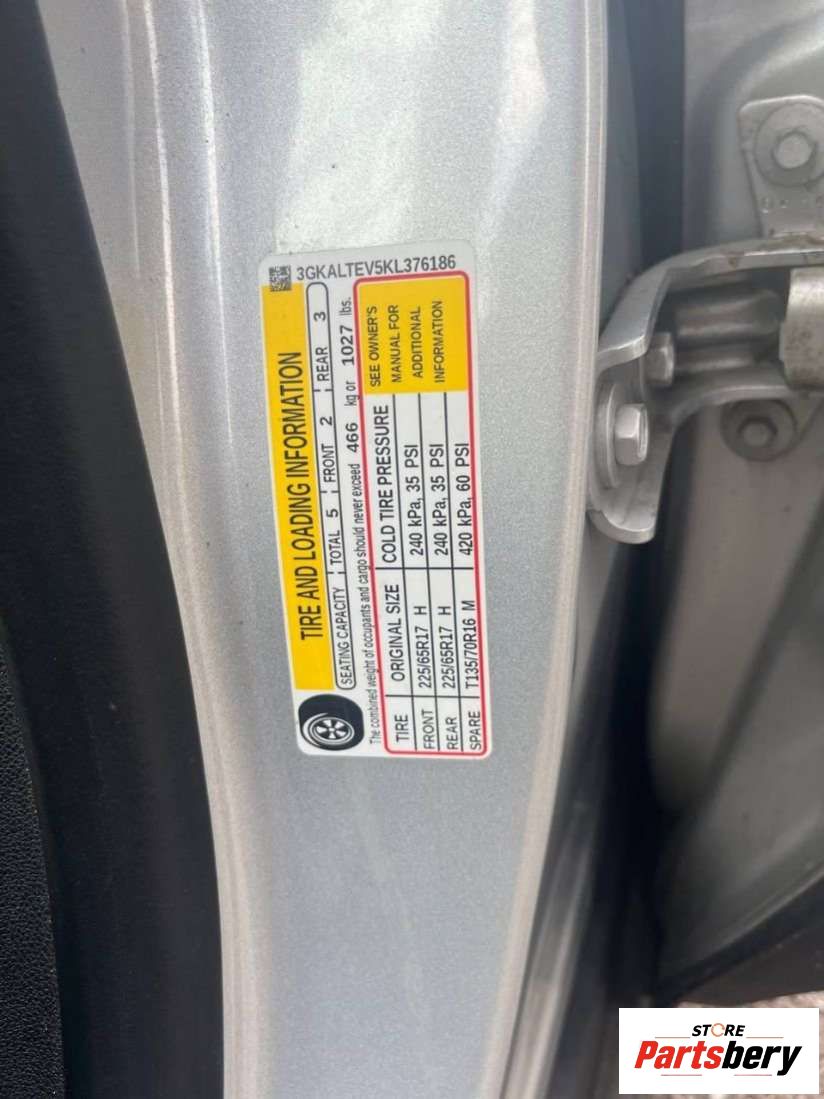 3GKALTEV5KL376186
TIRE AND LOADING INFORMATION
SEATING CAPACITY TOTAL 5 FRONT 2 REAR 3
The combined weight of occupants and cargo should never exceed 466 kg or 1027 lbs.
TIRE ORIGINAL SIZE COLD TIRE PRESSURE SEE OWNER'S
MANUAL FOR
ADDITIONAL
INFORMATION
FRONT 225/65R17 H 240 kPa, 35 PSI
REAR 225/65R17 H 240 kPa, 35 PSI
SPARE T135/70R16 M 420 kPa, 60 PSI
STORE
Partsbery